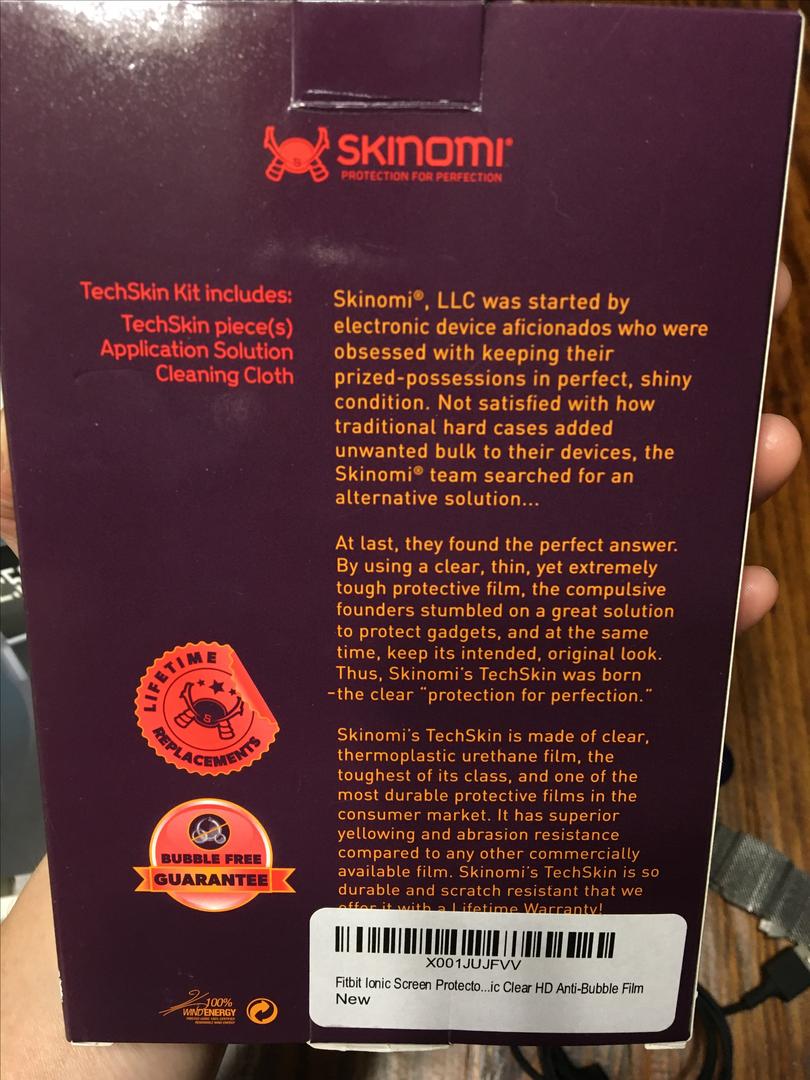 SKINOMI®
PROTECTION FOR PERFECTION
TechSkin Kit includes:
TechSkin piece(s)
Application Solution
Cleaning Cloth
Skinomi®, LLC was started by
electronic device aficionados who were
obsessed with keeping their
prized-possessions in perfect, shiny
condition. Not satisfied with how
traditional hard cases added
unwanted bulk to their devices, the
Skinomi® team searched for an
alternative solution...
At last, they found the perfect answer.
By using a clear, thin, yet extremely
tough protective film, the compulsive
founders stumbled on a great solution
to protect gadgets, and at the same
time, keep its intended, original look.
Thus, Skinomi's TechSkin was born
-the clear "protection for perfection."
Skinomi's TechSkin is made of clear,
thermoplastic urethane film, the
toughest of its class, and one of the
most durable protective films in the
consumer market. It has superior
yellowing and abrasion resistance
compared to any other commercially
available film. Skinomi's TechSkin is so
durable and scratch resistant that we
offer it with a Lifetime Warranty!
LIFETIME
S
REPLACEMENTS
BUBBLE FREE
GUARANTEE
100%
WINDENERGY
X001JUJFVV
Fitbit Ionic Screen Protecto...ic Clear HD Anti-Bubble Film
New